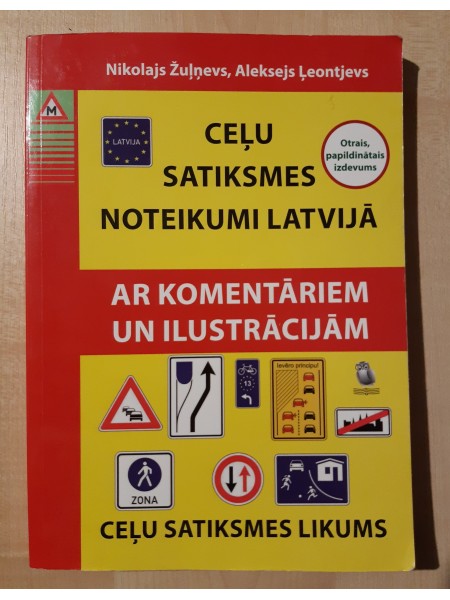 Nikolajs Žuļņevs, Aleksejs Ļeontjevs
M
LATVIJA
CEĻU
SATIKSMES
NOTEIKUMI LATVIJĀ
Otrais,
papildinātais
izdevums
AR KOMENTĀRIEM
UN ILUSTRĀCIJĀM
13
Ievēro principu!
ZONA
CEĻU SATIKSMES LIKUMS